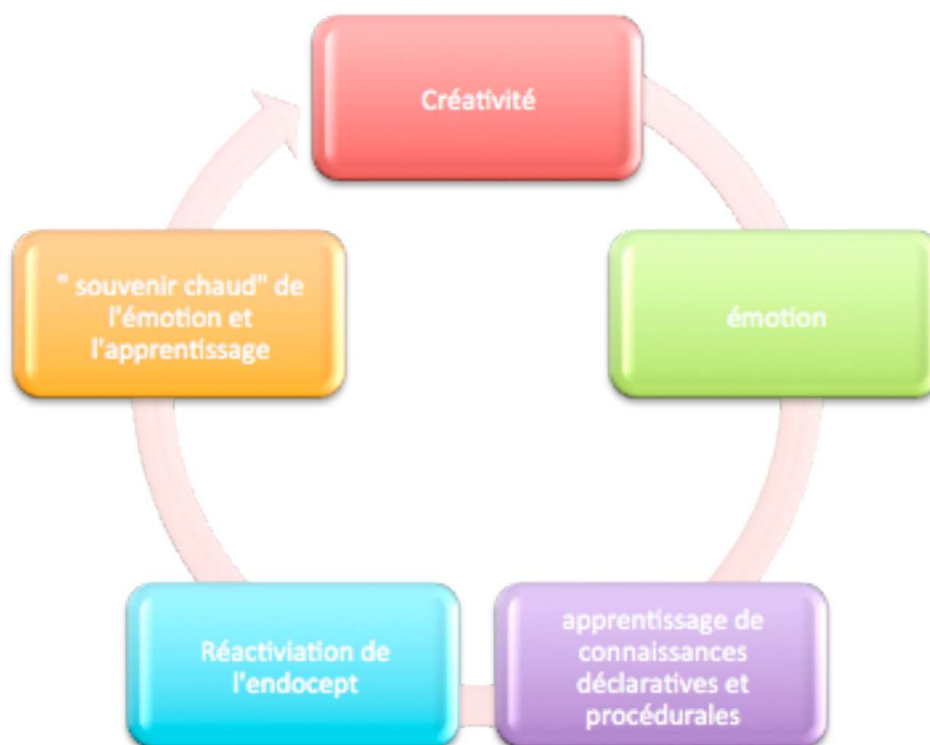 Créativité
émotion
apprentissage de
connaissances
déclaratives et
procédurales
Réactiviation de
l'endocept
" souvenir chaud" de
l'émotion et
l'apprentissage